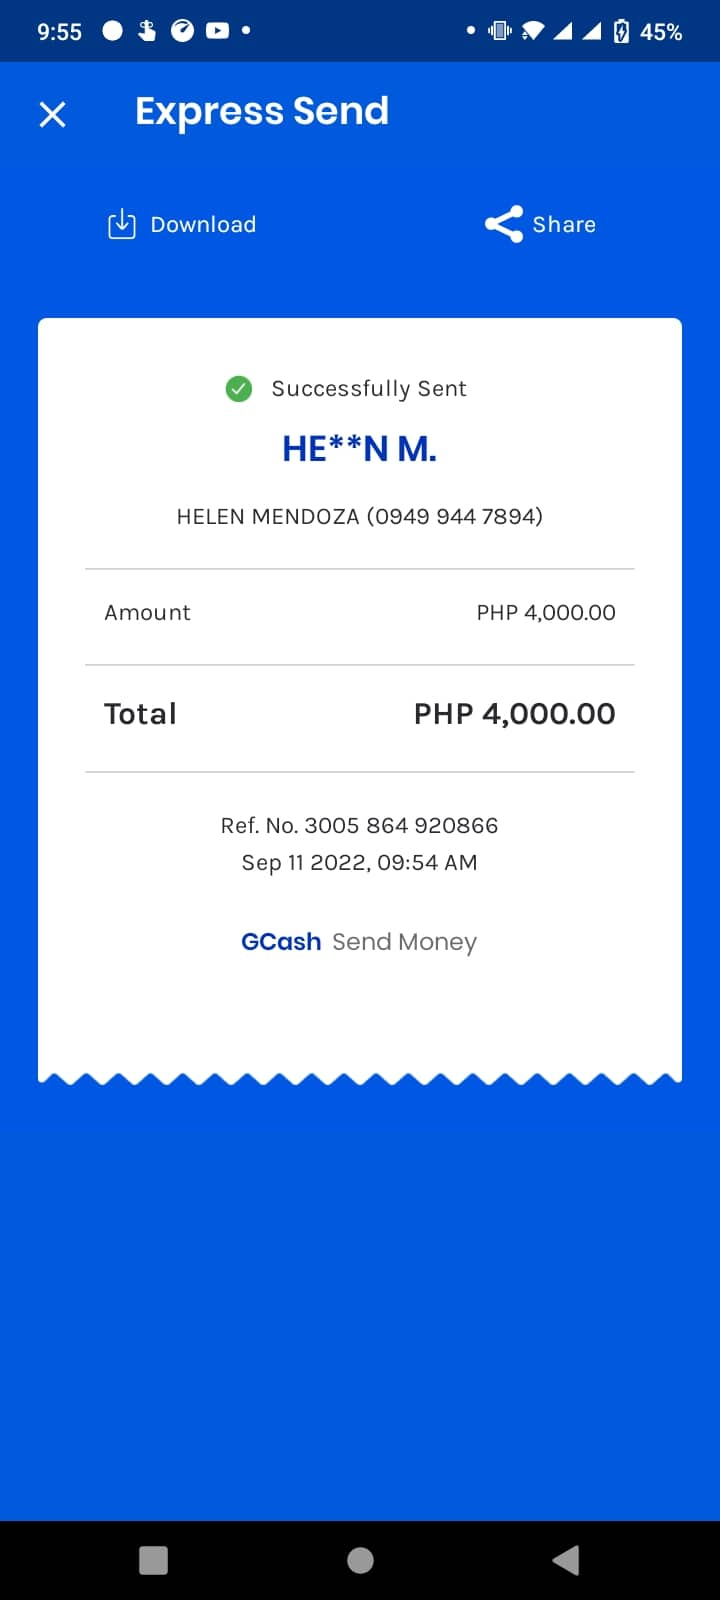 9:55 45%
Express Send
Download Share
Successfully Sent
HE**N M.
HELEN MENDOZA (0949 944 7894)
Amount PHP 4,000.00
Total PHP 4,000.00
Ref. No. 3005 864 920866
Sep 11 2022, 09:54 AM
GCash Send Money